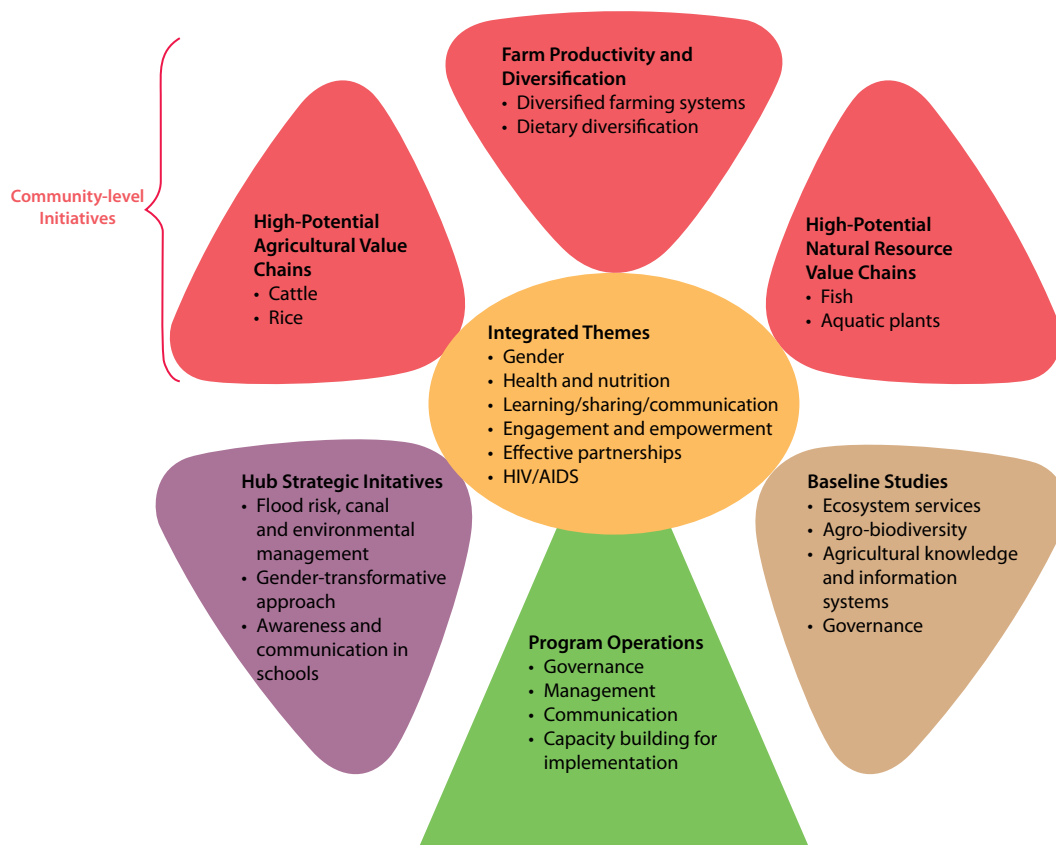 Community-level
Initiatives
Farm Productivity and
Diversification
• Diversified farming systems
• Dietary diversification
High-Potential
Agricultural Value
Chains
• Cattle
• Rice
High-Potential
Natural Resource
Value Chains
• Fish
• Aquatic plants
Integrated Themes
• Gender
• Health and nutrition
• Learning/sharing/communication
• Engagement and empowerment
• Effective partnerships
• HIV/AIDS
Hub Strategic Initatives
• Flood risk, canal
and environmental
management
• Gender-transformative
approach
• Awareness and
communication in
schools
Baseline Studies
• Ecosystem services
• Agro-biodiversity
• Agricultural knowledge
and information
systems
• Governance
Program Operations
• Governance
• Management
• Communication
• Capacity building for
implementation